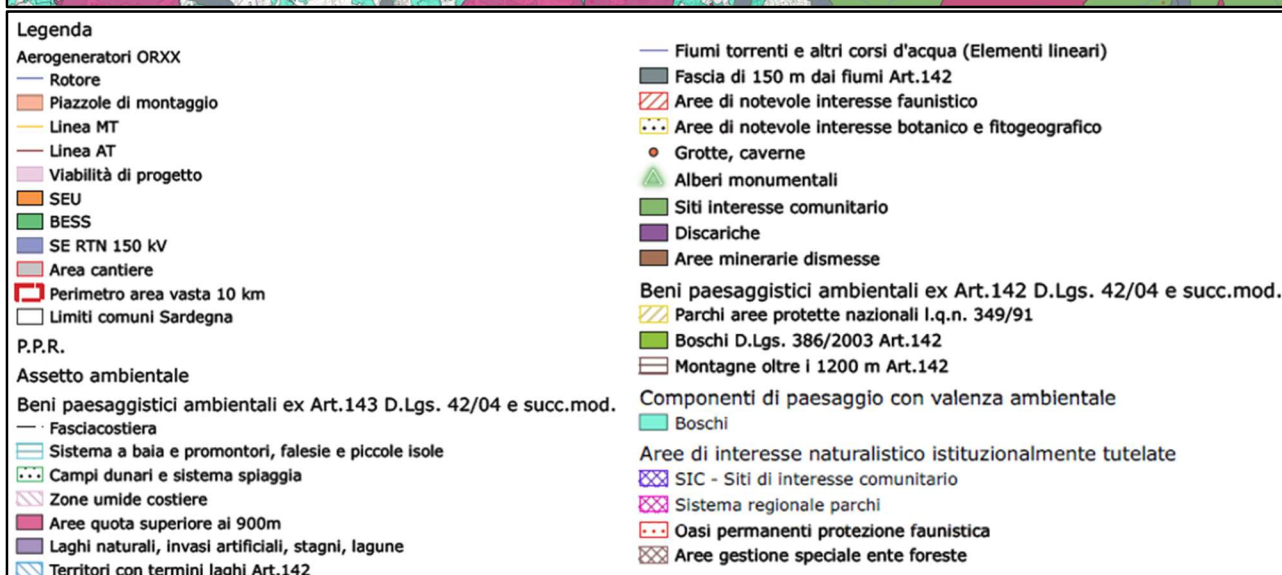 Legenda
Aerogeneratori ORXX
Rotore
Piazzole di montaggio
Linea MT
Linea AT
Viabilità di progetto
SEU
BESS
SE RTN 150 kV
Area cantiere
Perimetro area vasta 10 km
Limiti comuni Sardegna
P.P.R.
Assetto ambientale
Beni paesaggistici ambientali ex Art.143 D.Lgs. 42/04 e succ.mod.
Fasciacostiera
Sistema a baia e promontori, falesie e piccole isole
Campi dunari e sistema spiaggia
Zone umide costiere
Aree quota superiore ai 900m
Laghi naturali, invasi artificiali, stagni, lagune
Territori con termini laghi Art.142
Fiumi torrenti e altri corsi d'acqua (Elementi lineari)
Fascia di 150 m dai fiumi Art.142
Aree di notevole interesse faunistico
Aree di notevole interesse botanico e fitogeografico
Grotte, caverne
Alberi monumentali
Siti interesse comunitario
Discariche
Aree minerarie dismesse
Beni paesaggistici ambientali ex Art.142 D.Lgs. 42/04 e succ.mod.
Parchi aree protette nazionali l.q.n. 349/91
Boschi D.Lgs. 386/2003 Art.142
Montagne oltre i 1200 m Art.142
Componenti di paesaggio con valenza ambientale
Boschi
Aree di interesse naturalistico istituzionalmente tutelate
SIC - Siti di interesse comunitario
Sistema regionale parchi
Oasi permanenti protezione faunistica
Aree gestione speciale ente foreste